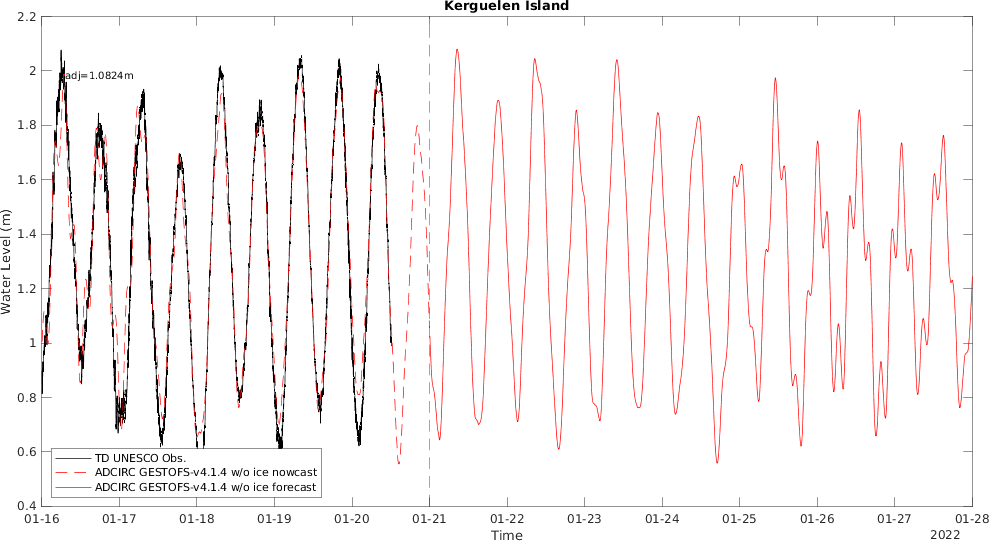 Kerguelen Island
2.2
2
1.8
1.6
1.4
1.2
1
0.8
0.6
0.4
Water Level (m)
adj=1.0824m
TD UNESCO Obs.
ADCIRC GESTOFS-v4.1.4 w/o ice nowcast
ADCIRC GESTOFS-v4.1.4 w/o ice forecast
01-16 01-17 01-18 01-19 01-20 01-21 01-22 01-23 01-24 01-25 01-26 01-27 01-28
Time
2022